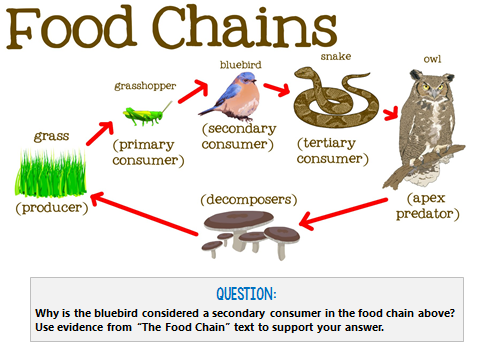 Food Chains
grass
(producer)
grasshopper
(primary
consumer)
bluebird
(secondary
consumer)
snake
(tertiary
consumer)
owl
(apex
predator)
(decomposers)
QUESTION:
Why is the bluebird considered a secondary consumer in the food chain above?
Use evidence from “The Food Chain” text to support your answer.